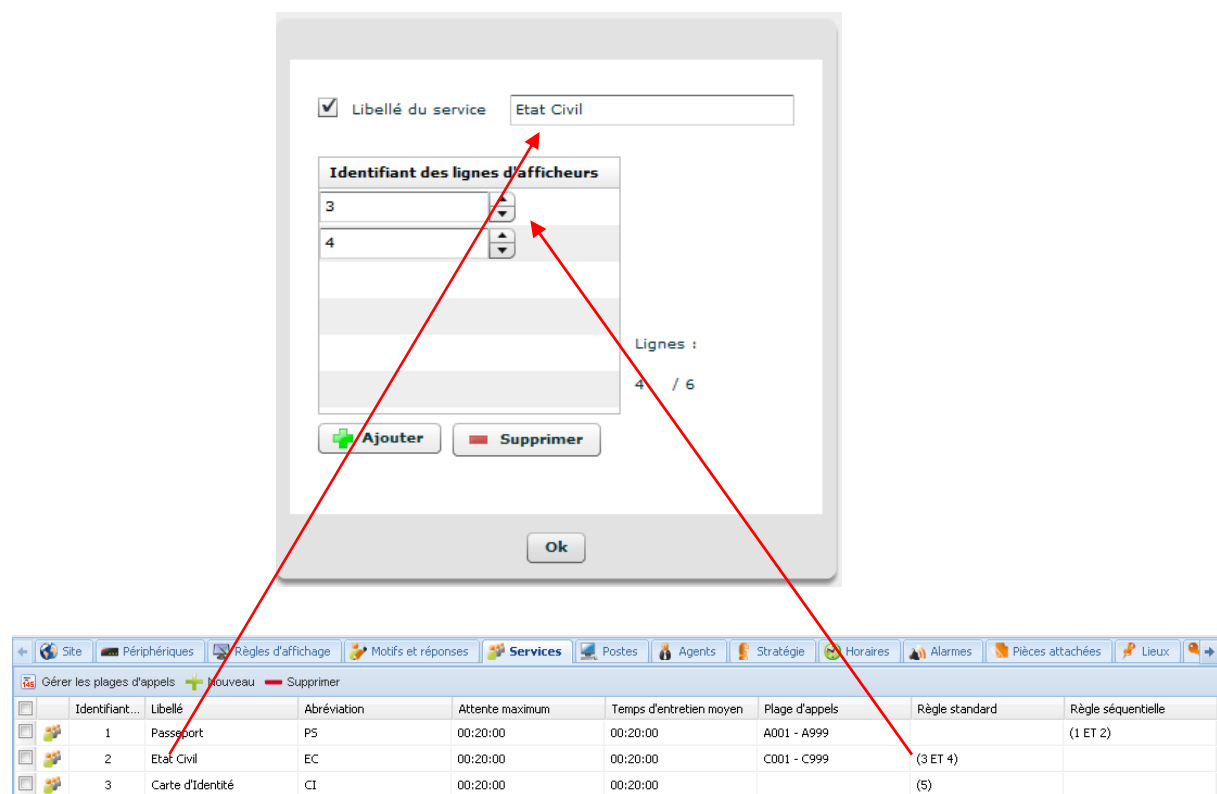 Libellé du service Etat Civil
Identifiant des lignes d'afficheurs
3
4
Lignes :
4 / 6
Ajouter Supprimer
Ok
Site Périphériques Règles d'affichage Motifs et réponses Services Postes Agents Stratégie Horaires Alarmes Pièces attachées Lieux
145 Gérer les plages d'appels Nouveau Supprimer
Identifiant... Libellé Abréviation Attente maximum Temps d'entretien moyen Plage d'appels Règle standard Règle séquentielle
1 Passeport PS 00:20:00 00:20:00 A001 - A999 (1 ET 2)
2 Etat Civil EC 00:20:00 00:20:00 C001 - C999 (3 ET 4)
3 Carte d'Identité CI 00:20:00 00:20:00 (5)